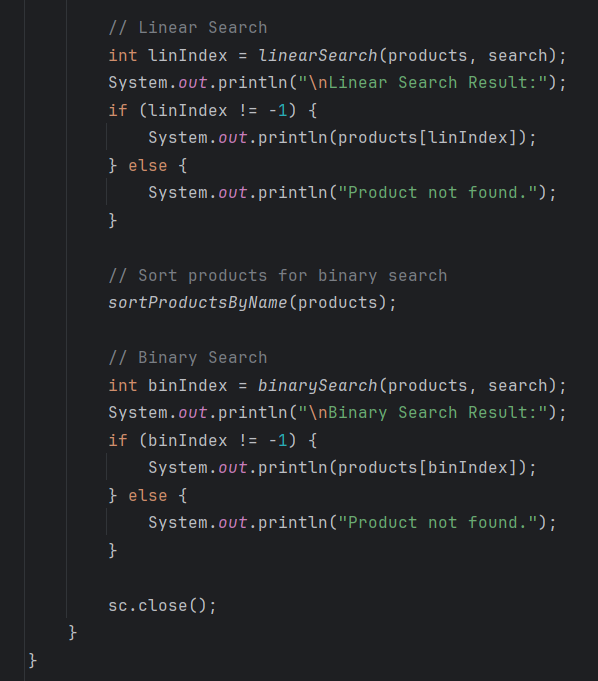 // Linear Search
int linIndex = linearSearch(products, search);
System.out.println("\nLinear Search Result:");
if (linIndex != -1) {
System.out.println(products[linIndex]);
} else {
System.out.println("Product not found.");
}
// Sort products for binary search
sortProductsByName(products);
// Binary Search
int binIndex = binarySearch(products, search);
System.out.println("\nBinary Search Result:");
if (binIndex != -1) {
System.out.println(products[binIndex]);
} else {
System.out.println("Product not found.");
}
sc.close();
}
}